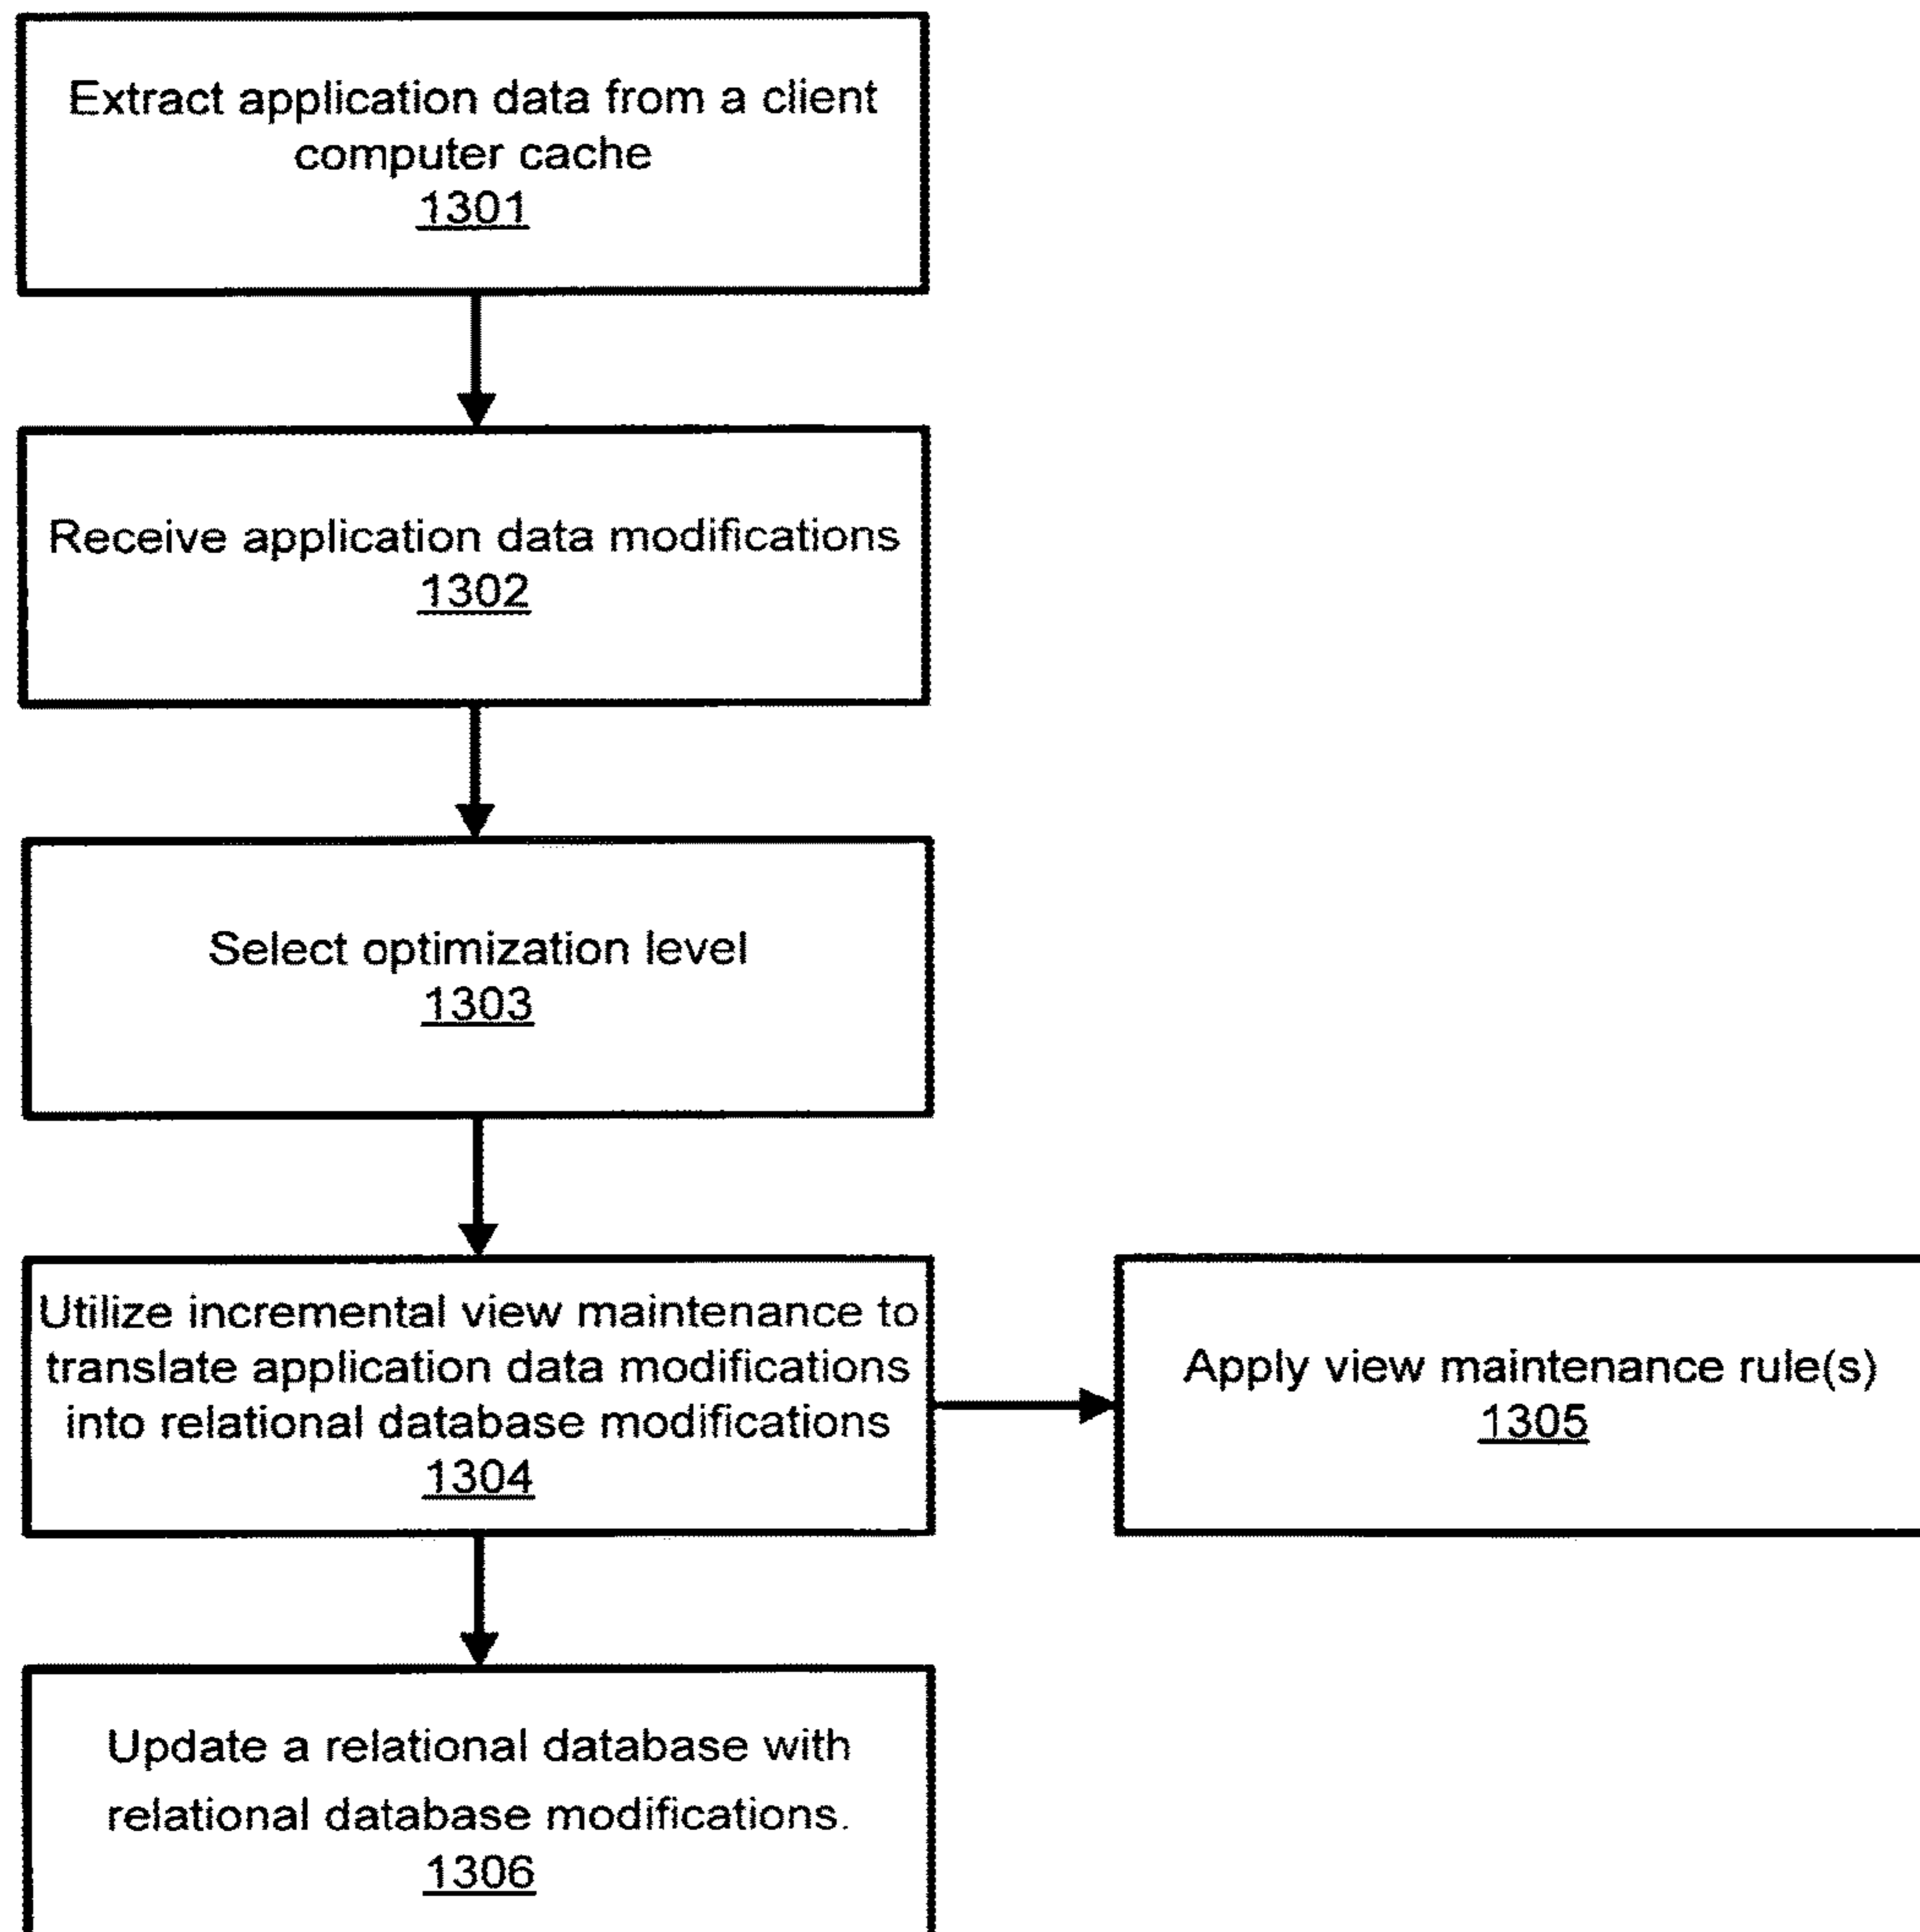 Extract application data from a client
computer cache
1301
Receive application data modifications
1302
Select optimization level
1303
Utilize incremental view maintenance to
translate application data modifications
into relational database modifications
1304
Apply view maintenance rule(s)
1305
Update a relational database with
relational database modifications.
1306